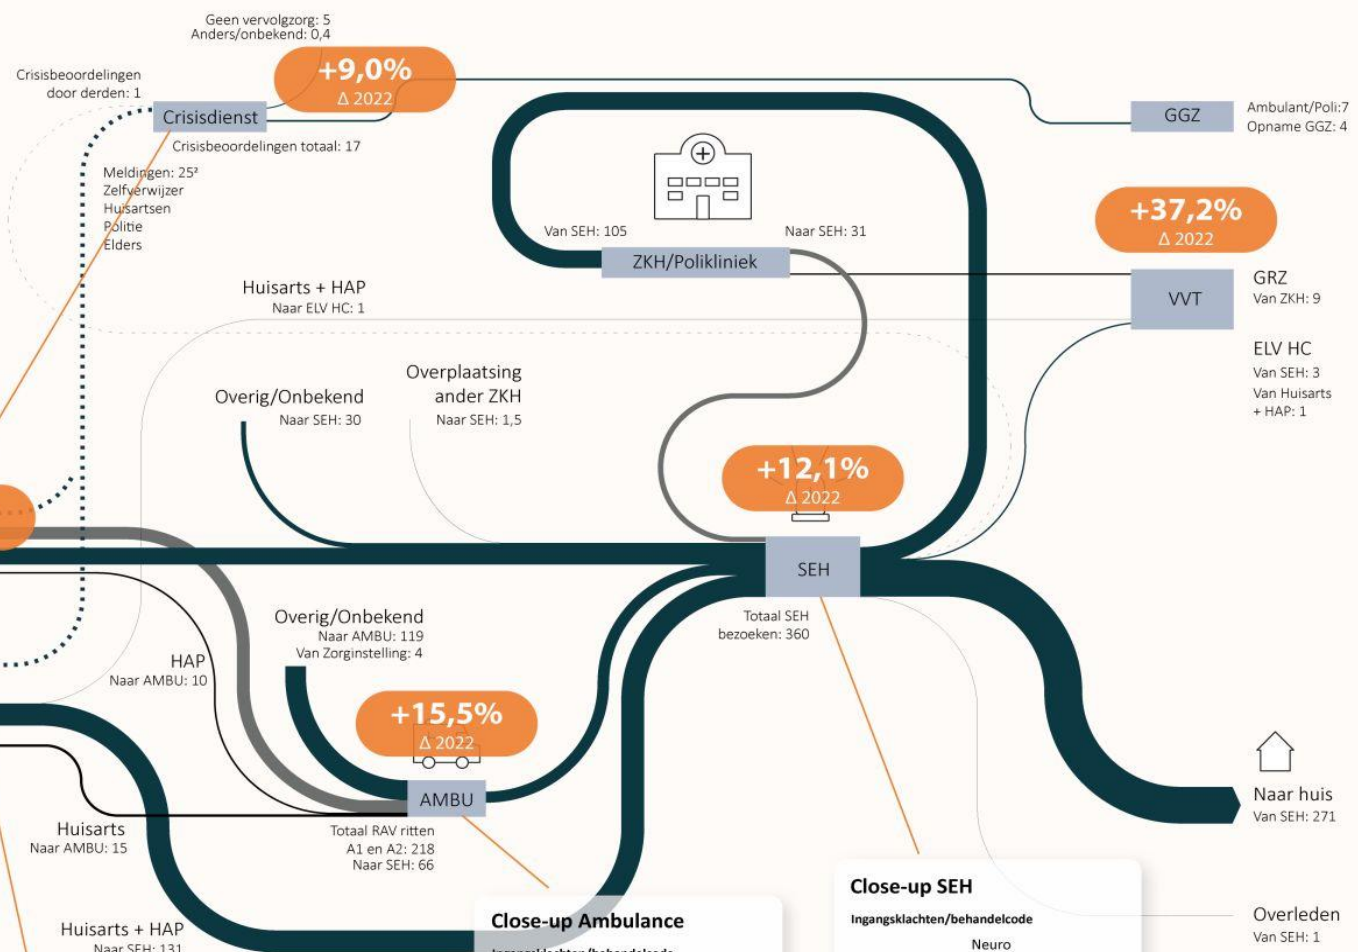 Geen vervolgzorg: 5
Anders/onbekend: 0,4
+9,0%
Δ 2022
Crisisbeoordelingen
door derden: 1
Crisisdienst
Crisisbeoordelingen totaal: 17
Meldingen: 25²
Zelfverwijzer
Huisartsen
Politie
Elders
GGZ
Ambulant/Poli:7
Opname GGZ: 4
+37,2%
Δ 2022
Van SEH: 105
Naar SEH: 31
ZKH/Polikliniek
VVT
GRZ
Van ZKH: 9
ELV HC
Van SEH: 3
Van Huisarts
+ HAP: 1
Huisarts + HAP
Naar ELV HC: 1
Overig/Onbekend
Naar SEH: 30
Overplaatsing
ander ZKH
Naar SEH: 1,5
+12,1%
Δ 2022
SEH
Totaal SEH
bezoeken: 360
Overig/Onbekend
Naar AMBU: 119
Van Zorginstelling: 4
HAP
Naar AMBU: 10
+15,5%
Δ 2022
AMBU
Totaal RAV ritten
A1 en A2: 218
Naar SEH: 66
Huisarts
Naar AMBU: 15
Naar huis
Van SEH: 271
Huisarts + HAP
Naar SEH: 131
Close-up Ambulance
Ingangsklachten/behandelcode
Close-up SEH
Ingangsklachten/behandelcode
Neuro
Overleden
Van SEH: 1